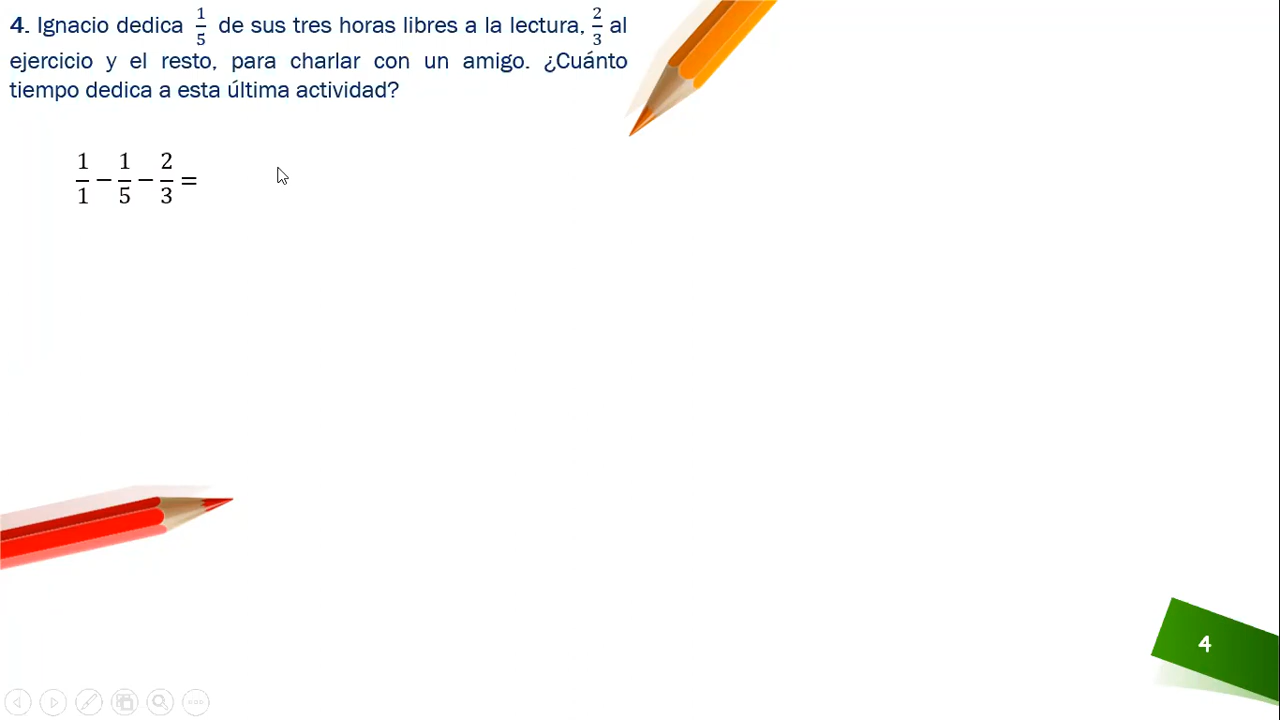 4. Ignacio dedica 1/5 de sus tres horas libres a la lectura, 2/3 al
ejercicio y el resto, para charlar con un amigo. ¿Cuánto
tiempo dedica a esta última actividad?
1/1 − 1/5 − 2/3 =
4